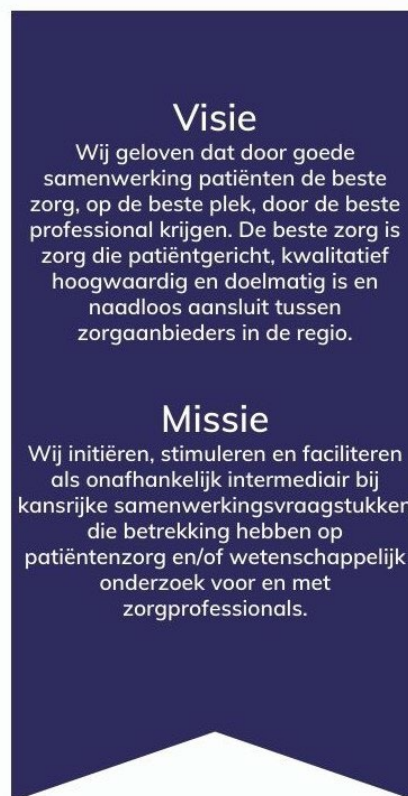 Visie
Wij geloven dat door goede
samenwerking patiënten de beste
zorg, op de beste plek, door de beste
professional krijgen. De beste zorg is
zorg die patiëntgericht, kwalitatief
hoogwaardig en doelmatig is en
naadloos aansluit tussen
zorgaanbieders in de regio.
Missie
Wij initiëren, stimuleren en faciliteren
als onafhankelijk intermediair bij
kansrijke samenwerkingsvraagstukken
die betrekking hebben op
patiëntenzorg en/of wetenschappelijk
onderzoek voor en met
zorgprofessionals.